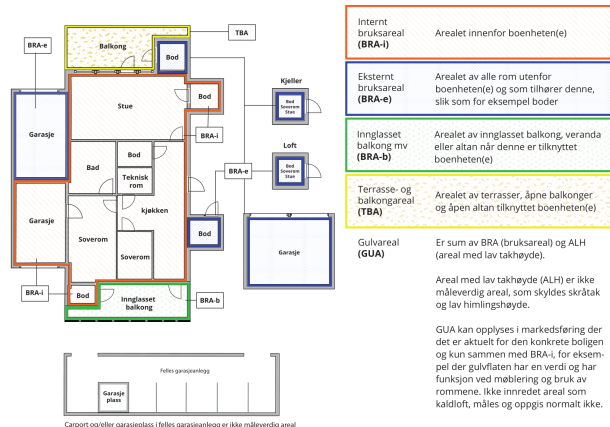 BRA-e
Balkong
TBA
Bod
Kjeller
Bod
Soverom
Stue
Stue
Bod
BRA-i
Garasje
Loft
Bod
Soverom
Stue
BRA-e
Bad
Bod
Teknisk
rom
kjøkken
Garasje
Soverom
Soverom
Bod
Garasje
BRA-i
Bod
Innglasset
balkong
BRA-b
Felles garasjeanlegg
Garasje
plass
Carport og/eller garasjeplass i felles garasjeanlegg er ikke måleverdig areal
Internt
bruksareal
(BRA-i)
Arealet innenfor boenheten(e)
Eksternt
bruksareal
(BRA-e)
Arealet av alle rom utenfor
boenheten(e) og som tilhører denne,
slik som for eksempel boder
Innglasset
balkong mv
(BRA-b)
Arealet av innglasset balkong, veranda
eller altan når denne er tilknyttet
boenheten(e)
Terrasse- og
balkongareal
(TBA)
Arealet av terrasser, åpne balkonger
og åpen altan tilknyttet boenheten(e)
Gulvareal
(GUA)
Er sum av BRA (bruksareal) og ALH
(areal med lav takhøyde).
Areal med lav takhøyde (ALH) er ikke
måleverdig areal, som skyldes skråtak
og lav himlingshøyde.
GUA kan opplyses i markedsføring der
det er aktuelt for den konkrete boligen
og kun sammen med BRA-i, for eksem-
pel der gulvflaten har en verdi og har
funksjon ved møblering og bruk av
rommene. Ikke innredet areal som
kaldloft, måles og oppgis normalt ikke.